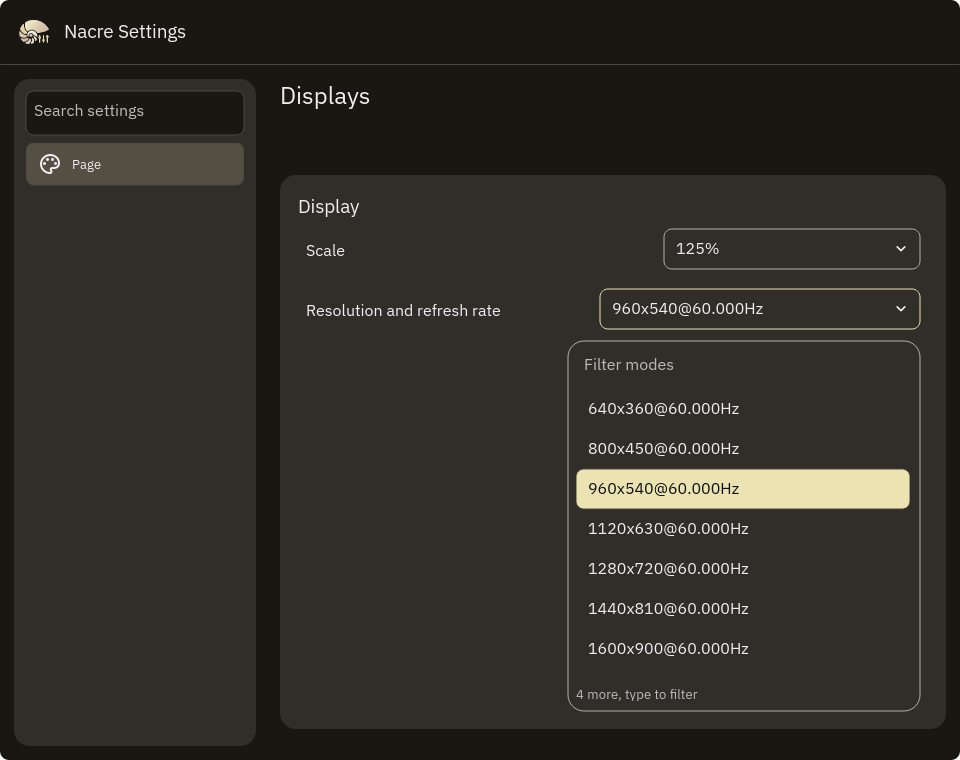 Nacre Settings
Search settings
Page
Displays
Display
Scale
125%
Resolution and refresh rate
960x540@60.000Hz
Filter modes
640x360@60.000Hz
800x450@60.000Hz
960x540@60.000Hz
1120x630@60.000Hz
1280x720@60.000Hz
1440x810@60.000Hz
1600x900@60.000Hz
4 more, type to filter